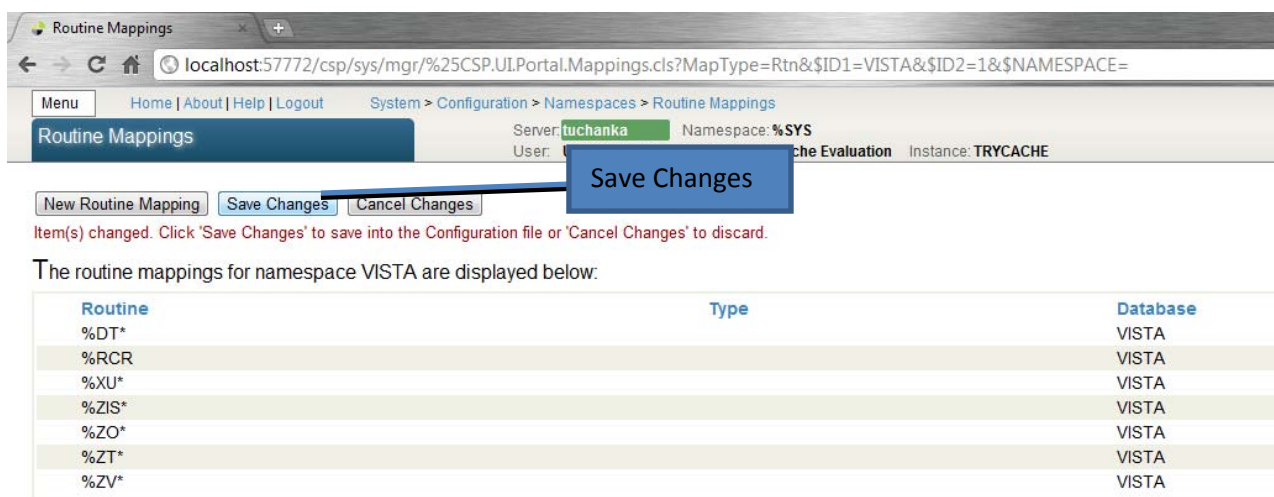 Routine Mappings
localhost:57772/csp/sys/mgr/%25CSP.UI.Portal.Mappings.cls?MapType=Rtn&$ID1=VISTA&$ID2=1&$NAMESPACE=
Menu Home | About | Help | Logout System > Configuration > Namespaces > Routine Mappings
Routine Mappings Server: tuchanka Namespace: %SYS
User: che Evaluation Instance: TRYCACHE
Save Changes
New Routine Mapping Save Changes Cancel Changes
Item(s) changed. Click 'Save Changes' to save into the Configuration file or 'Cancel Changes' to discard.
The routine mappings for namespace VISTA are displayed below:
Routine Type Database
%DT* VISTA
%RCR VISTA
%XU* VISTA
%ZIS* VISTA
%ZO* VISTA
%ZT* VISTA
%ZV* VISTA